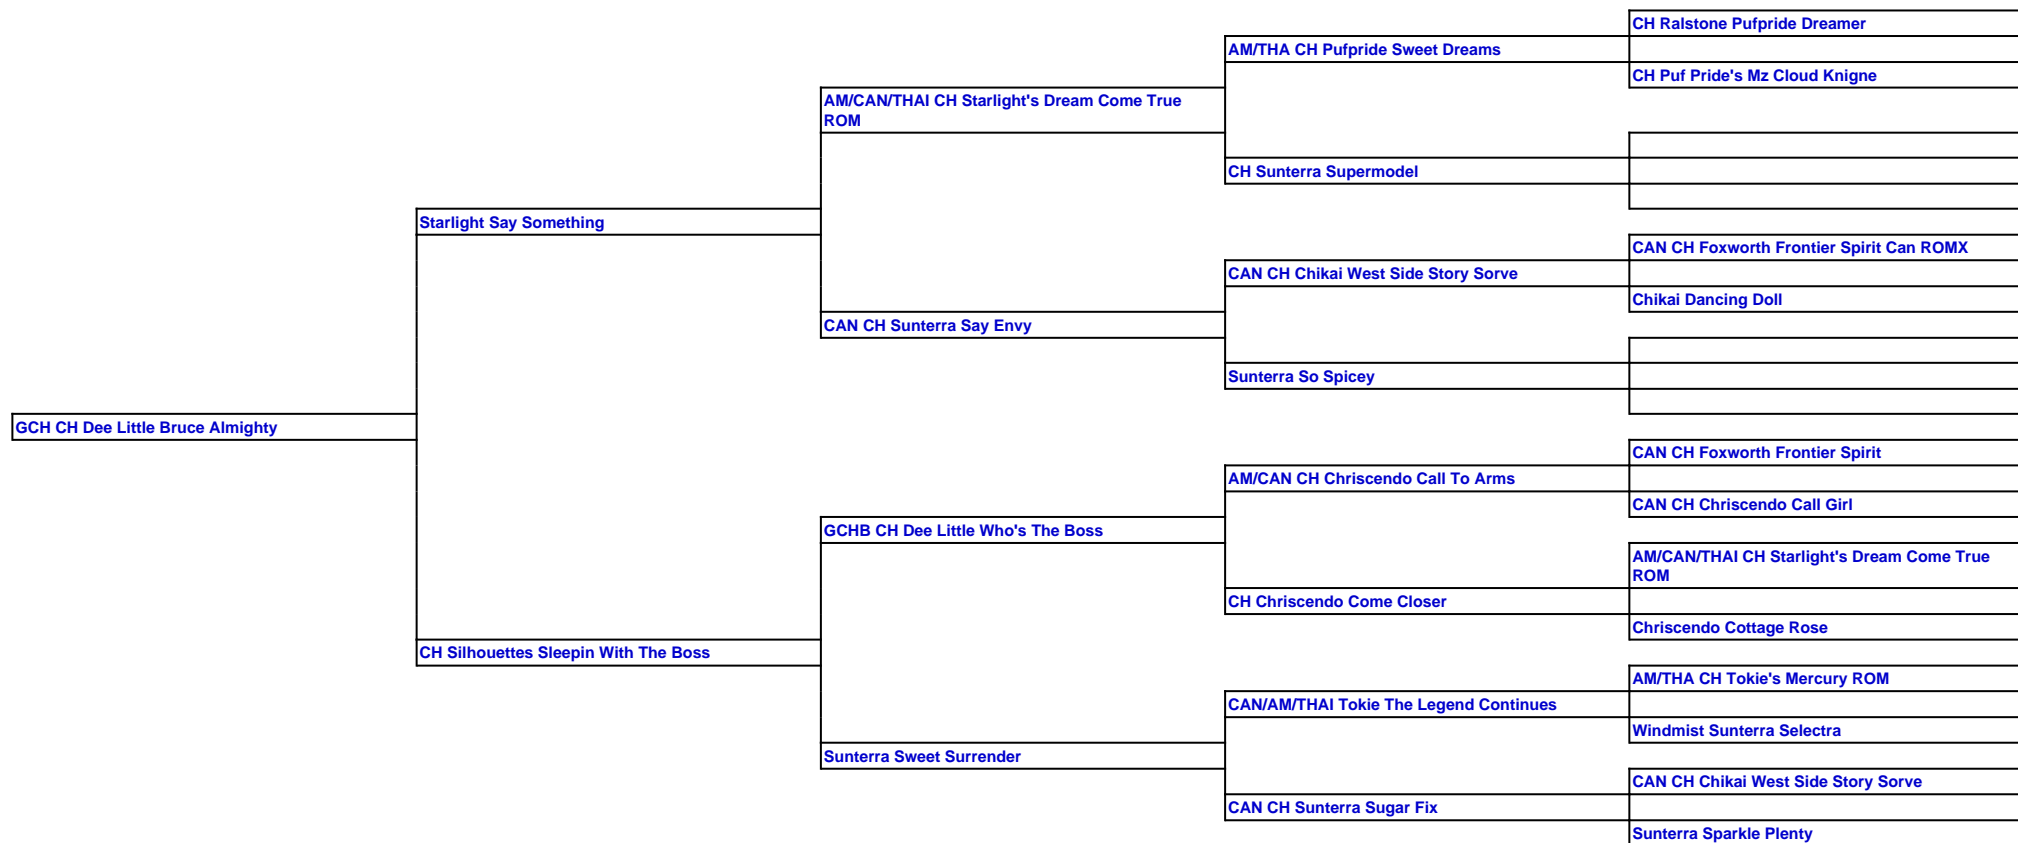 CH Ralstone Pufpride Dreamer
AM/THA CH Pufpride Sweet Dreams
CH Puf Pride's Mz Cloud Knigne
AM/CAN/THAI CH Starlight's Dream Come True
ROM
CH Sunterra Supermodel
Starlight Say Something
CAN CH Foxworth Frontier Spirit Can ROMX
CAN CH Chikai West Side Story Sorve
Chikai Dancing Doll
CAN CH Sunterra Say Envy
Sunterra So Spicey
GCH CH Dee Little Bruce Almighty
CAN CH Foxworth Frontier Spirit
AM/CAN CH Chriscendo Call To Arms
CAN CH Chriscendo Call Girl
GCHB CH Dee Little Who's The Boss
AM/CAN/THAI CH Starlight's Dream Come True
ROM
CH Chriscendo Come Closer
Chriscendo Cottage Rose
CH Silhouettes Sleepin With The Boss
AM/THA CH Tokie's Mercury ROM
CAN/AM/THAI Tokie The Legend Continues
Windmist Sunterra Selectra
Sunterra Sweet Surrender
CAN CH Chikai West Side Story Sorve
CAN CH Sunterra Sugar Fix
Sunterra Sparkle Plenty